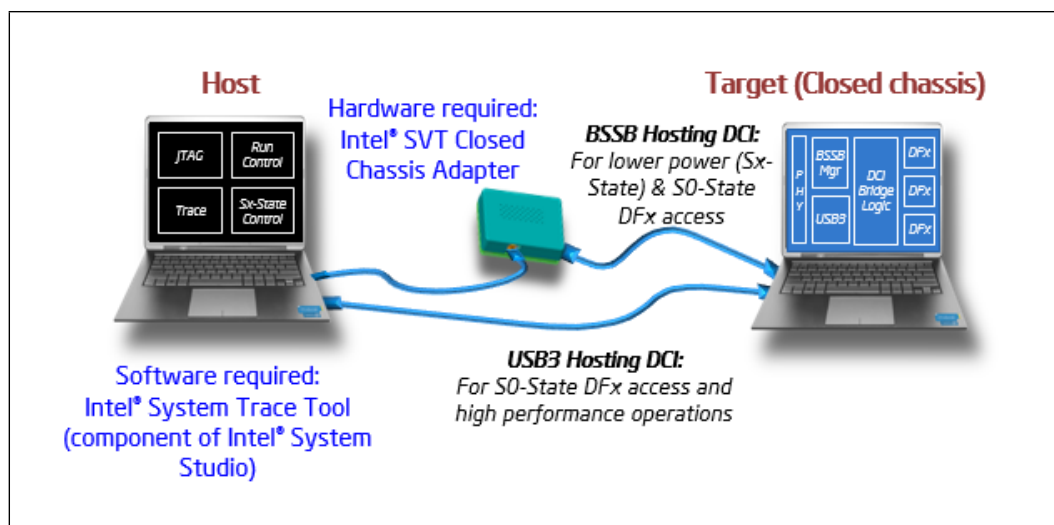 Host
Target (Closed chassis)
Hardware required:
Intel® SVT Closed
Chassis Adapter
BSSB Hosting DCI:
For lower power (Sx-
State) & S0-State
DFx access
JTAG
Run
Control
Trace
Sx-State
Control
P
H
Y
BSSB
Mgr
USB3
DCI
Bridge
Logic
DFx
DFx
DFx
Software required:
Intel® System Trace Tool
(component of Intel® System
Studio)
USB3 Hosting DCI:
For S0-State DFx access and
high performance operations